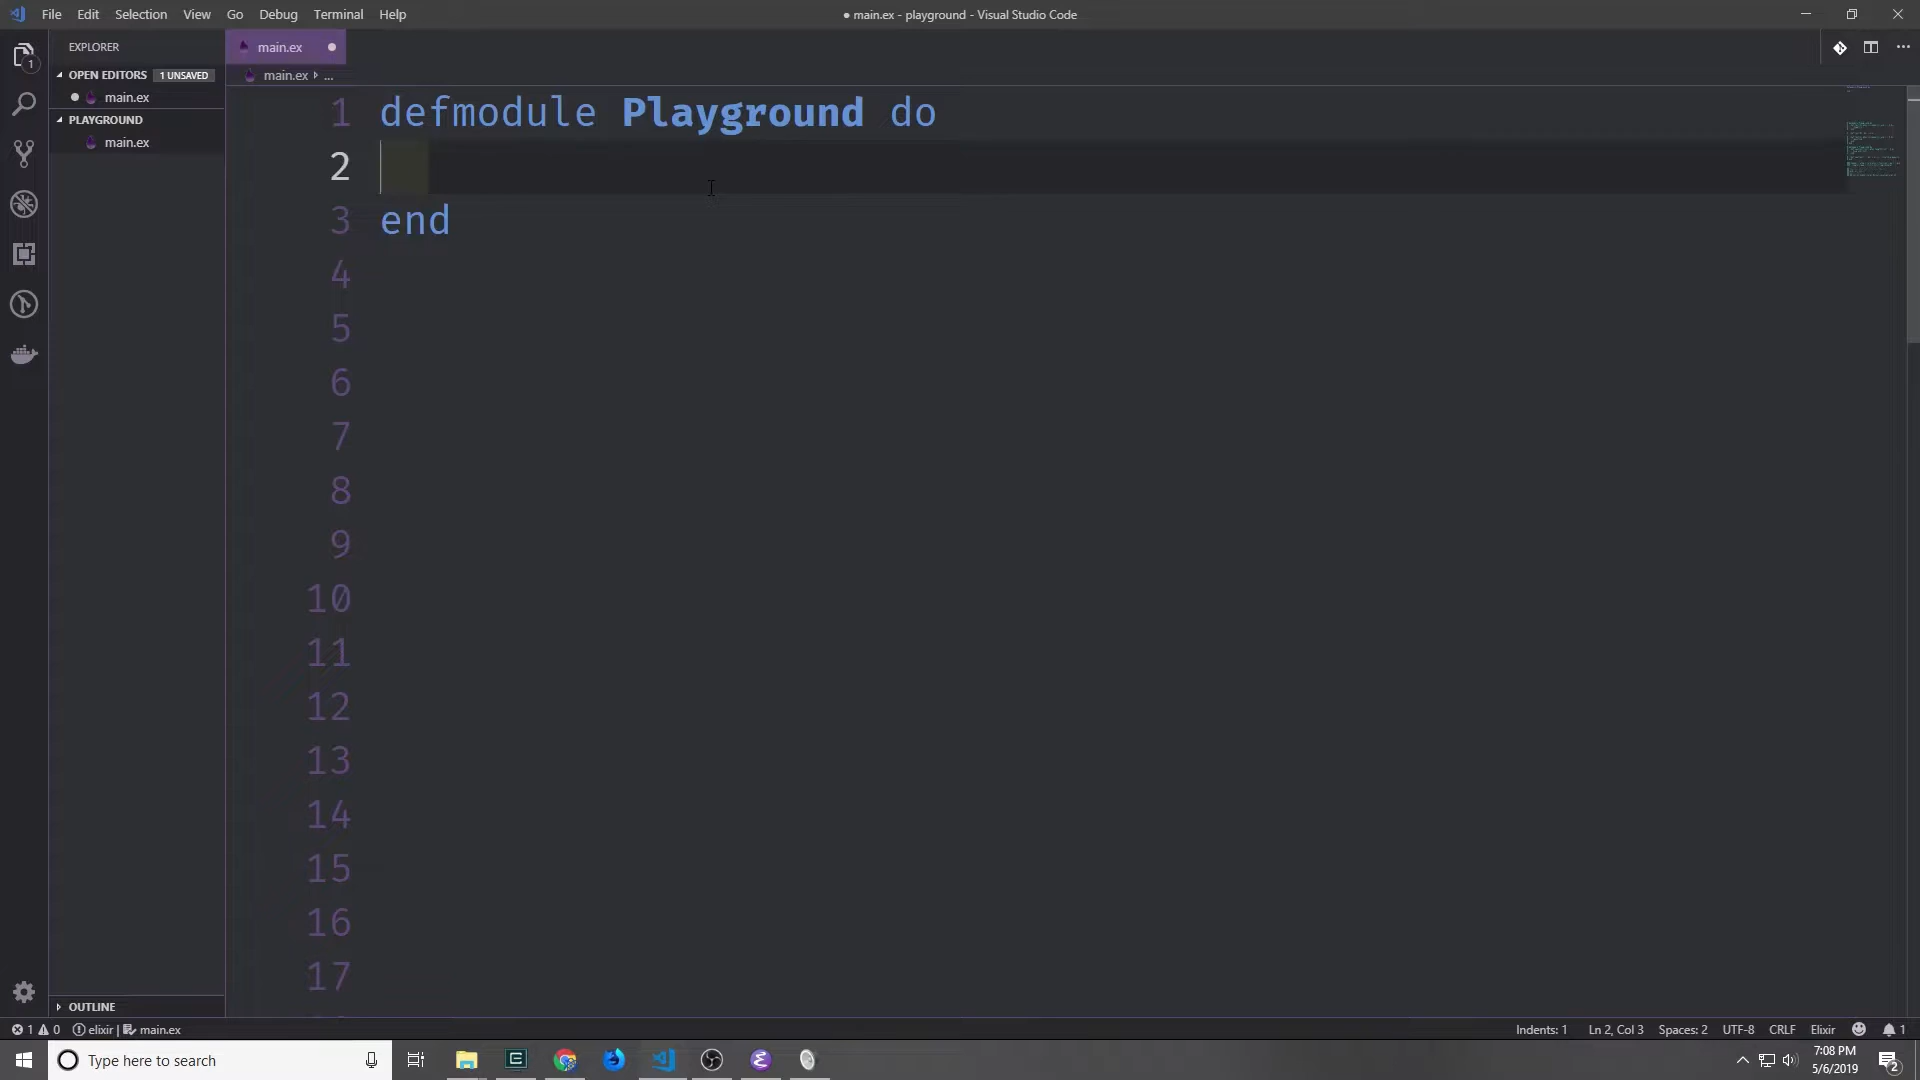 File Edit Selection View Go Debug Terminal Help
● main.ex - playground - Visual Studio Code
EXPLORER
main.ex ●
OPEN EDITORS 1 UNSAVED
main.ex ▸ ...
● main.ex
PLAYGROUND
main.ex
1 defmodule Playground do
2
3 end
4
5
6
7
8
9
10
11
12
13
14
15
16
17
OUTLINE
1 0 elixir | main.ex
Indents: 1 Ln 2, Col 3 Spaces: 2 UTF-8 CRLF Elixir 1
Type here to search
7:08 PM
5/6/2019
2